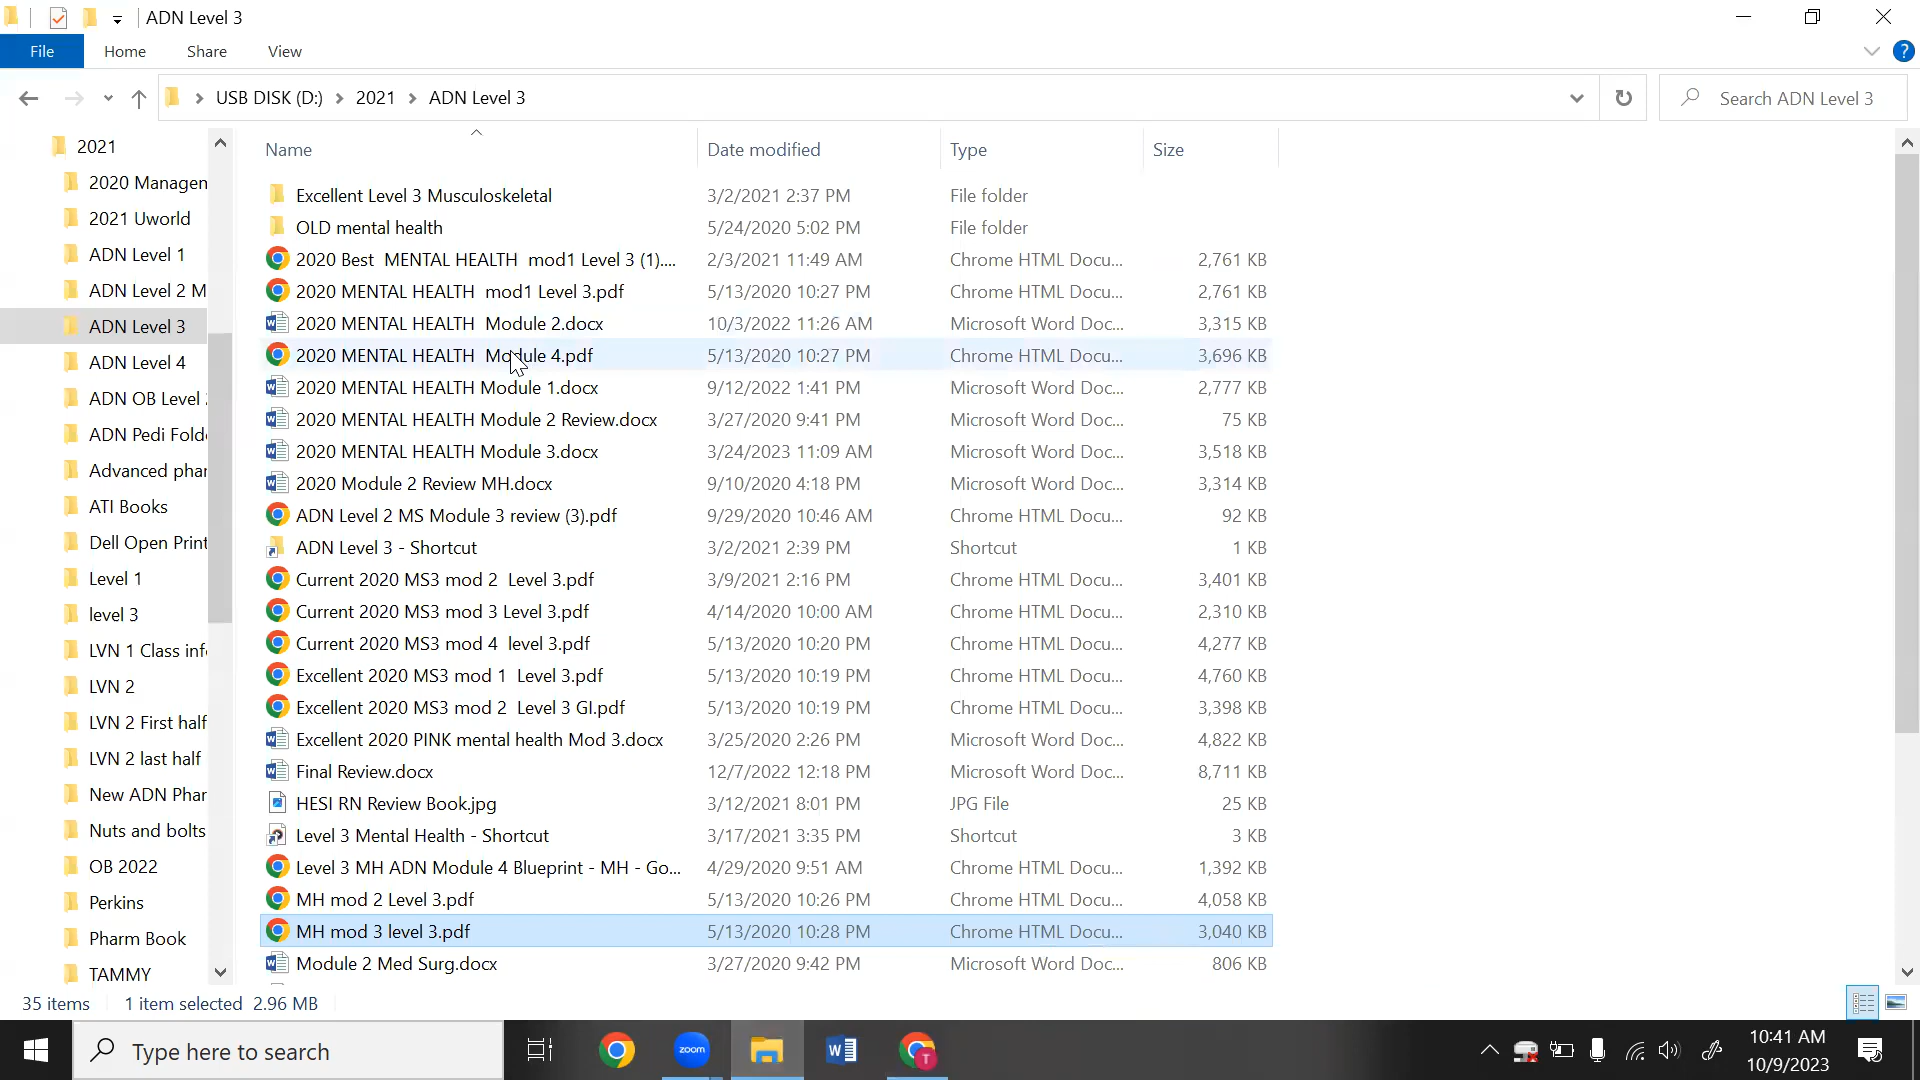 ADN Level 3
File Home Share View
USB DISK (D:) 2021 ADN Level 3 Search ADN Level 3
2021
2020 Managem
2021 Uworld
ADN Level 1
ADN Level 2 M
ADN Level 3
ADN Level 4
ADN OB Level
ADN Pedi Folde
Advanced phar
ATI Books
Dell Open Print
Level 1
level 3
LVN 1 Class info
LVN 2
LVN 2 First half
LVN 2 last half
New ADN Phar
Nuts and bolts
OB 2022
Perkins
Pharm Book
TAMMY
Name Date modified Type Size
Excellent Level 3 Musculoskeletal 3/2/2021 2:37 PM File folder
OLD mental health 5/24/2020 5:02 PM File folder
2020 Best MENTAL HEALTH mod1 Level 3 (1).... 2/3/2021 11:49 AM Chrome HTML Docu... 2,761 KB
2020 MENTAL HEALTH mod1 Level 3.pdf 5/13/2020 10:27 PM Chrome HTML Docu... 2,761 KB
2020 MENTAL HEALTH Module 2.docx 10/3/2022 11:26 AM Microsoft Word Doc... 3,315 KB
2020 MENTAL HEALTH Module 4.pdf 5/13/2020 10:27 PM Chrome HTML Docu... 3,696 KB
2020 MENTAL HEALTH Module 1.docx 9/12/2022 1:41 PM Microsoft Word Doc... 2,777 KB
2020 MENTAL HEALTH Module 2 Review.docx 3/27/2020 9:41 PM Microsoft Word Doc... 75 KB
2020 MENTAL HEALTH Module 3.docx 3/24/2023 11:09 AM Microsoft Word Doc... 3,518 KB
2020 Module 2 Review MH.docx 9/10/2020 4:18 PM Microsoft Word Doc... 3,314 KB
ADN Level 2 MS Module 3 review (3).pdf 9/29/2020 10:46 AM Chrome HTML Docu... 92 KB
ADN Level 3 - Shortcut 3/2/2021 2:39 PM Shortcut 1 KB
Current 2020 MS3 mod 2 Level 3.pdf 3/9/2021 2:16 PM Chrome HTML Docu... 3,401 KB
Current 2020 MS3 mod 3 Level 3.pdf 4/14/2020 10:00 AM Chrome HTML Docu... 2,310 KB
Current 2020 MS3 mod 4 level 3.pdf 5/13/2020 10:20 PM Chrome HTML Docu... 4,277 KB
Excellent 2020 MS3 mod 1 Level 3.pdf 5/13/2020 10:19 PM Chrome HTML Docu... 4,760 KB
Excellent 2020 MS3 mod 2 Level 3 GI.pdf 5/13/2020 10:19 PM Chrome HTML Docu... 3,398 KB
Excellent 2020 PINK mental health Mod 3.docx 3/25/2020 2:26 PM Microsoft Word Doc... 4,822 KB
Final Review.docx 12/7/2022 12:18 PM Microsoft Word Doc... 8,711 KB
HESI RN Review Book.jpg 3/12/2021 8:01 PM JPG File 25 KB
Level 3 Mental Health - Shortcut 3/17/2021 3:35 PM Shortcut 3 KB
Level 3 MH ADN Module 4 Blueprint - MH - Go... 4/29/2020 9:51 AM Chrome HTML Docu... 1,392 KB
MH mod 2 Level 3.pdf 5/13/2020 10:26 PM Chrome HTML Docu... 4,058 KB
MH mod 3 level 3.pdf 5/13/2020 10:28 PM Chrome HTML Docu... 3,040 KB
Module 2 Med Surg.docx 3/27/2020 9:42 PM Microsoft Word Doc... 806 KB
35 items 1 item selected 2.96 MB
Type here to search zoom T 10:41 AM
10/9/2023